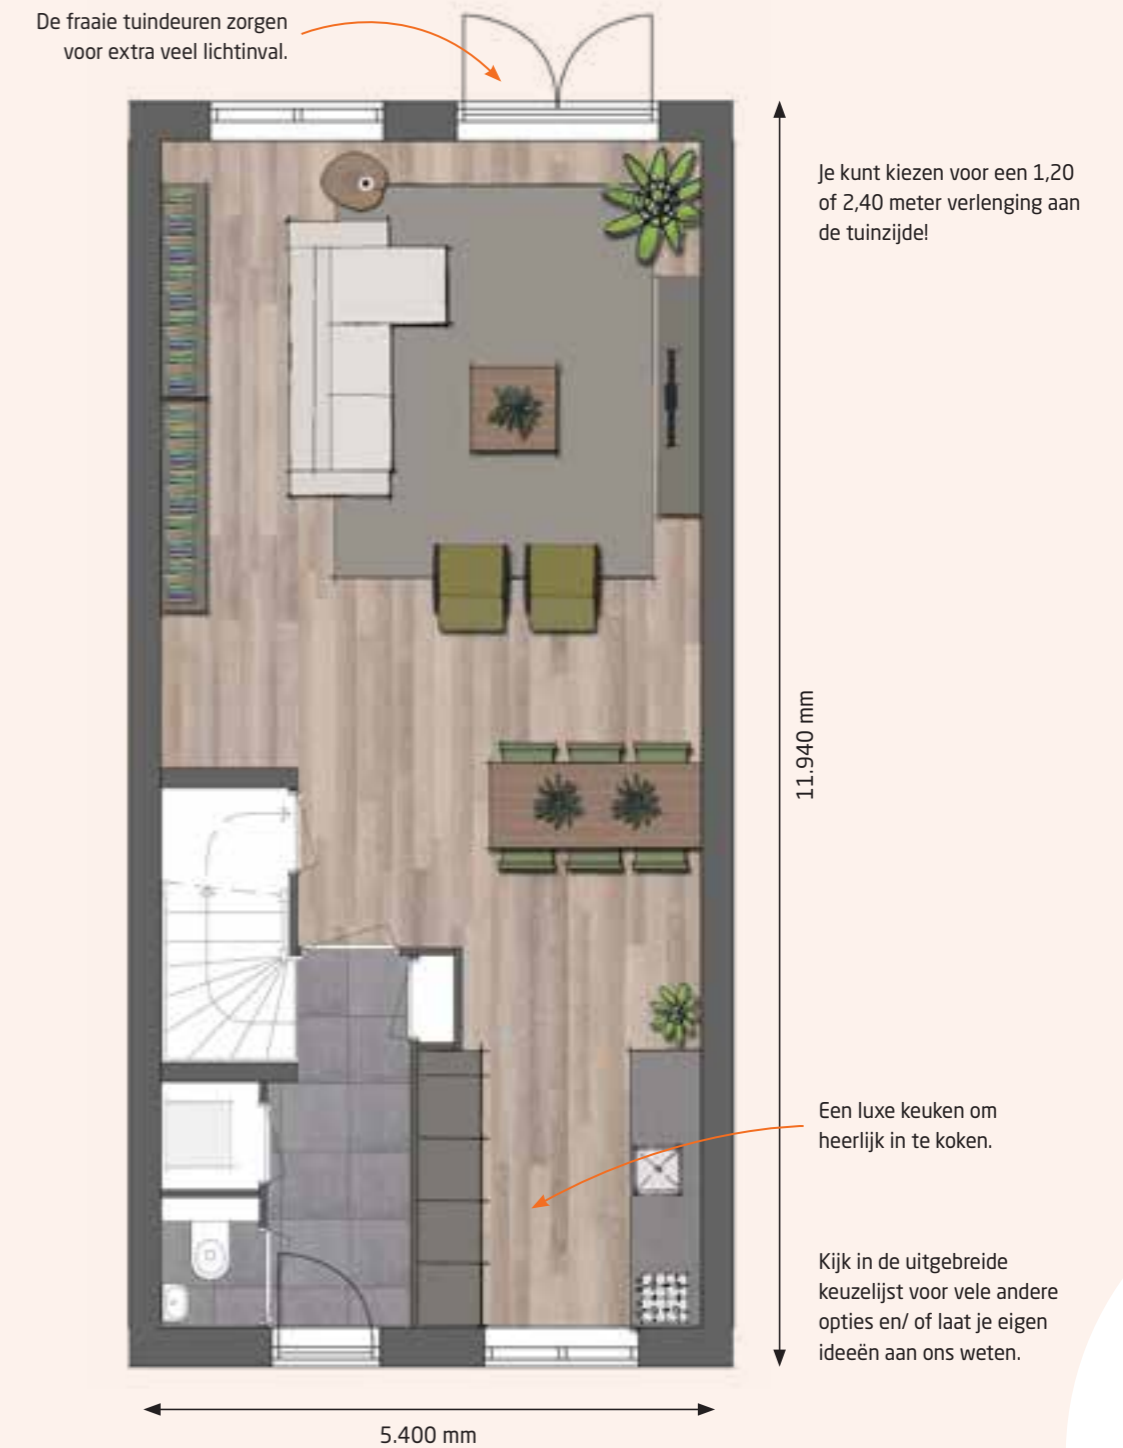 De fraaie tuindeuren zorgen
voor extra veel lichtinval.
Je kunt kiezen voor een 1,20
of 2,40 meter verlenging aan
de tuinzijde!
11.940 mm
Een luxe keuken om
heerlijk in te koken.
Kijk in de uitgebreide
keuzelijst voor vele andere
opties en/ of laat je eigen
ideeën aan ons weten.
5.400 mm